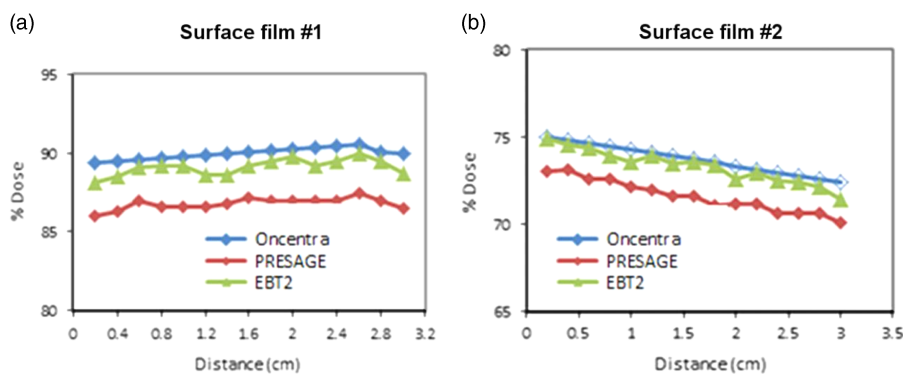 (a)
Surface film #1
95
90
85
80
% Dose
0 0.4 0.8 1.2 1.6 2 2.4 2.8 3.2
Distance (cm)
Oncentra
PRESAGE
EBT2
(b)
Surface film #2
80
75
70
65
% Dose
0 0.5 1 1.5 2 2.5 3 3.5
Distance (cm)
Oncentra
PRESAGE
EBT2